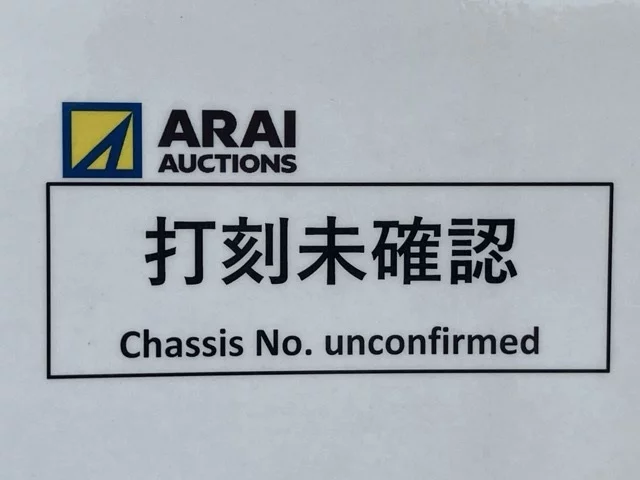 ARAI
AUCTIONS
打刻未確認
Chassis No. unconfirmed